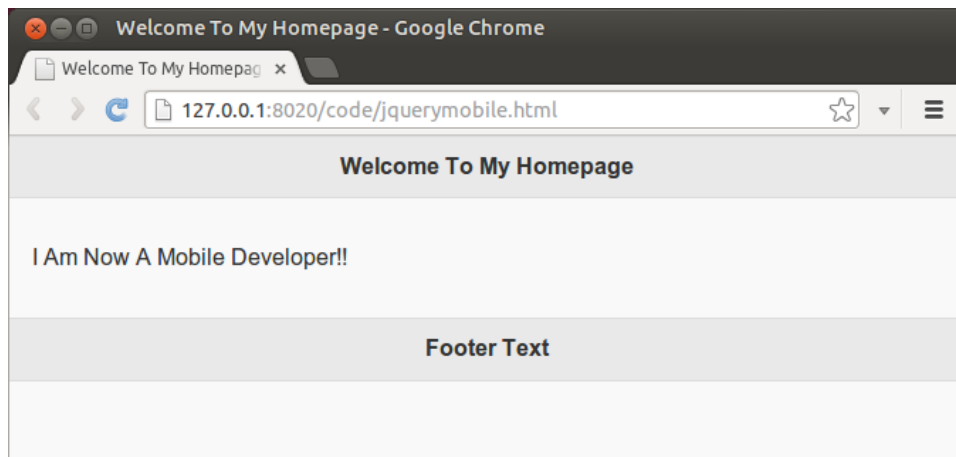 Welcome To My Homepage - Google Chrome
Welcome To My Homepag
127.0.0.1:8020/code/jquerymobile.html
Welcome To My Homepage
I Am Now A Mobile Developer!!
Footer Text